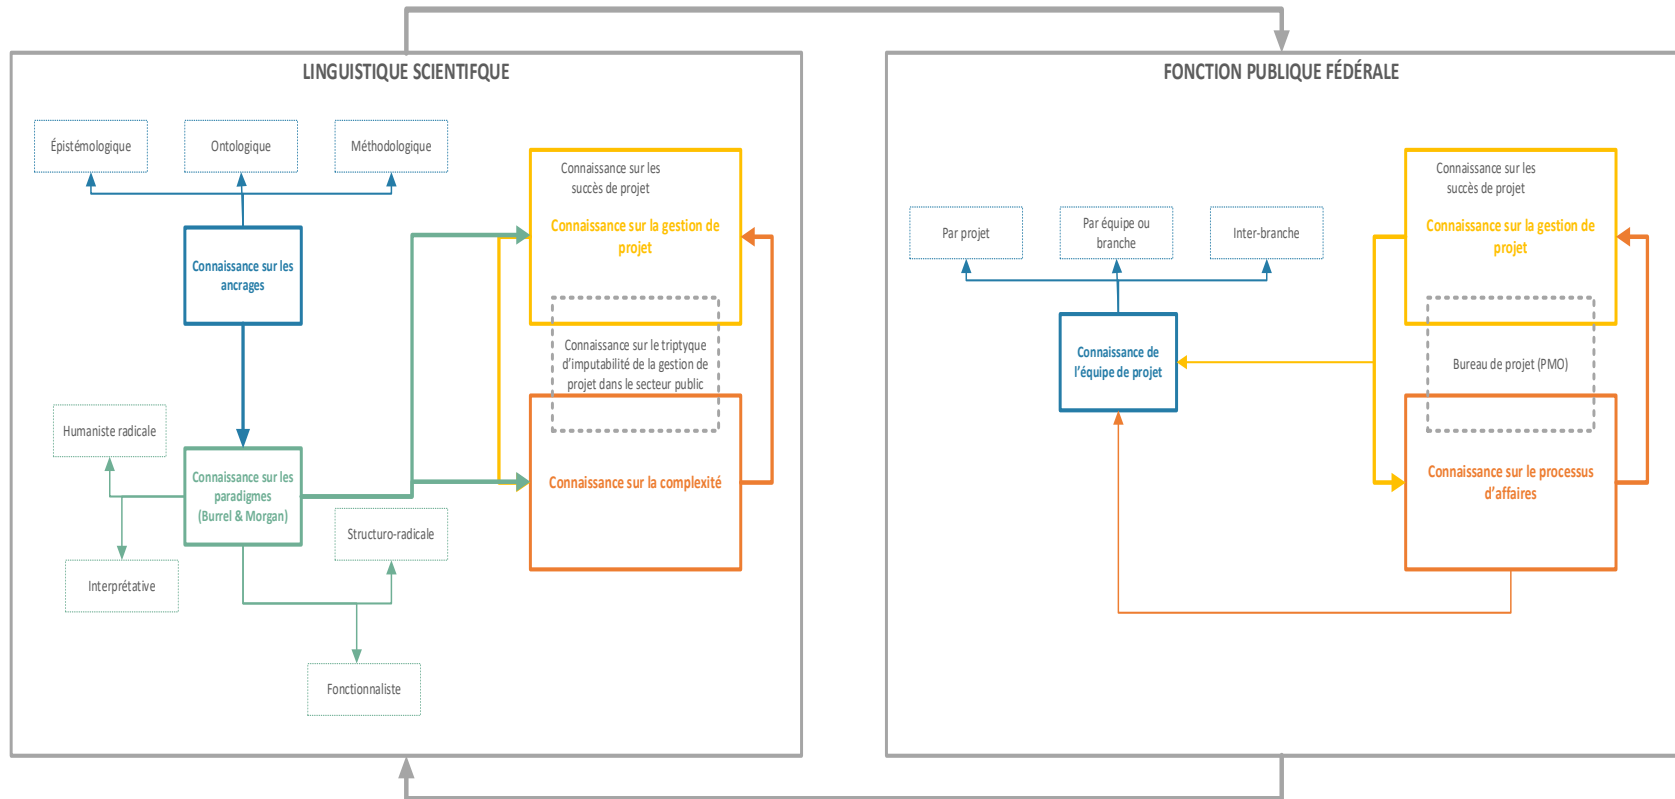 LINGUISTIQUE SCIENTIFQUE
Épistémologique
Ontologique
Méthodologique
Connaissance sur les
ancrages
Connaissance sur les
succès de projet
Connaissance sur la gestion de
projet
Connaissance sur le triptyque
d'imputabilité de la gestion de
projet dans le secteur public
Connaissance sur la complexité
Humaniste radicale
Connaissance sur les
paradigmes
(Burrel & Morgan)
Interprétative
Structuro-radicale
Fonctionnaliste
FONCTION PUBLIQUE FÉDÉRALE
Par projet
Par équipe ou
branche
Inter-branche
Connaissance de
l'équipe de projet
Connaissance sur les
succès de projet
Connaissance sur la gestion de
projet
Bureau de projet (PMO)
Connaissance sur le processus
d'affaires